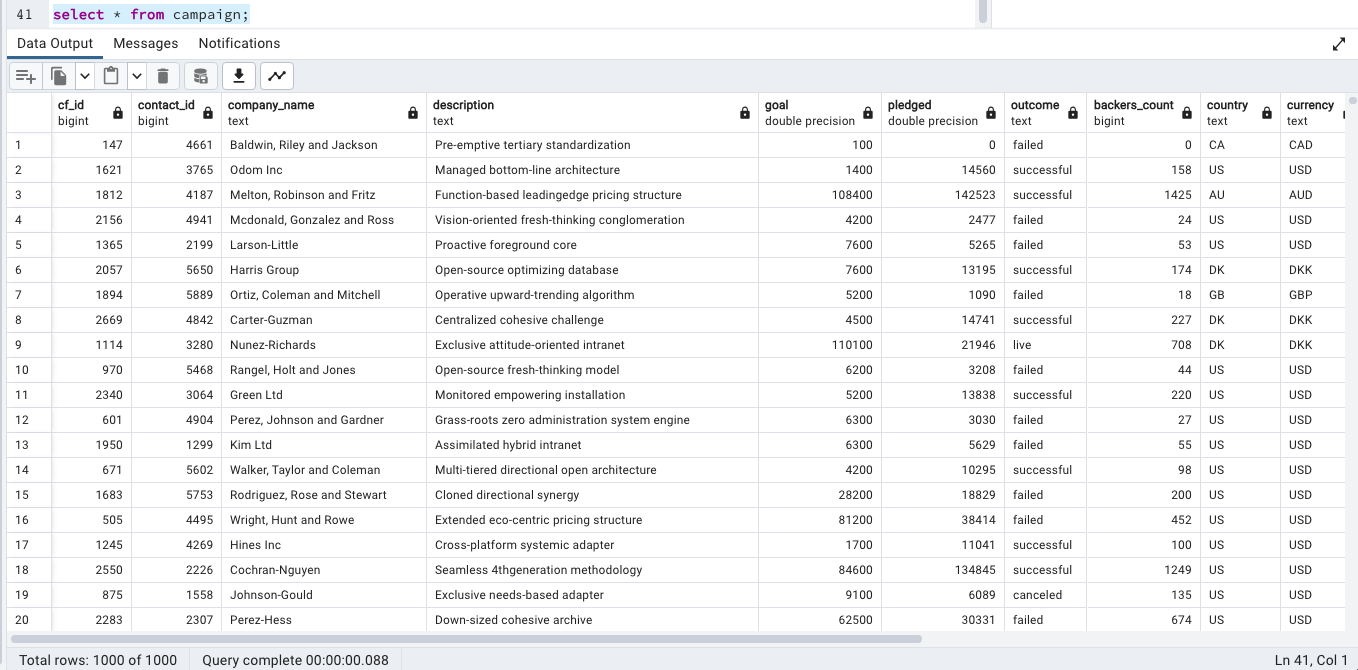 41 select * from campaign;
Data Output Messages Notifications
cf_id contact_id company_name description goal pledged outcome backers_count country currency
bigint bigint text text double precision double precision text bigint text text
1 147 4661 Baldwin, Riley and Jackson Pre-emptive tertiary standardization 100 0 failed 0 CA CAD
2 1621 3765 Odom Inc Managed bottom-line architecture 1400 14560 successful 158 US USD
3 1812 4187 Melton, Robinson and Fritz Function-based leadingedge pricing structure 108400 142523 successful 1425 AU AUD
4 2156 4941 Mcdonald, Gonzalez and Ross Vision-oriented fresh-thinking conglomeration 4200 2477 failed 24 US USD
5 1365 2199 Larson-Little Proactive foreground core 7600 5265 failed 53 US USD
6 2057 5650 Harris Group Open-source optimizing database 7600 13195 successful 174 DK DKK
7 1894 5889 Ortiz, Coleman and Mitchell Operative upward-trending algorithm 5200 1090 failed 18 GB GBP
8 2669 4842 Carter-Guzman Centralized cohesive challenge 4500 14741 successful 227 DK DKK
9 1114 3280 Nunez-Richards Exclusive attitude-oriented intranet 110100 21946 live 708 DK DKK
10 970 5468 Rangel, Holt and Jones Open-source fresh-thinking model 6200 3208 failed 44 US USD
11 2340 3064 Green Ltd Monitored empowering installation 5200 13838 successful 220 US USD
12 601 4904 Perez, Johnson and Gardner Grass-roots zero administration system engine 6300 3030 failed 27 US USD
13 1950 1299 Kim Ltd Assimilated hybrid intranet 6300 5629 failed 55 US USD
14 671 5602 Walker, Taylor and Coleman Multi-tiered directional open architecture 4200 10295 successful 98 US USD
15 1683 5753 Rodriguez, Rose and Stewart Cloned directional synergy 28200 18829 failed 200 US USD
16 505 4495 Wright, Hunt and Rowe Extended eco-centric pricing structure 81200 38414 failed 452 US USD
17 1245 4269 Hines Inc Cross-platform systemic adapter 1700 11041 successful 100 US USD
18 2550 2226 Cochran-Nguyen Seamless 4thgeneration methodology 84600 134845 successful 1249 US USD
19 875 1558 Johnson-Gould Exclusive needs-based adapter 9100 6089 canceled 135 US USD
20 2283 2307 Perez-Hess Down-sized cohesive archive 62500 30331 failed 674 US USD
Total rows: 1000 of 1000 Query complete 00:00:00.088 Ln 41, Col 1